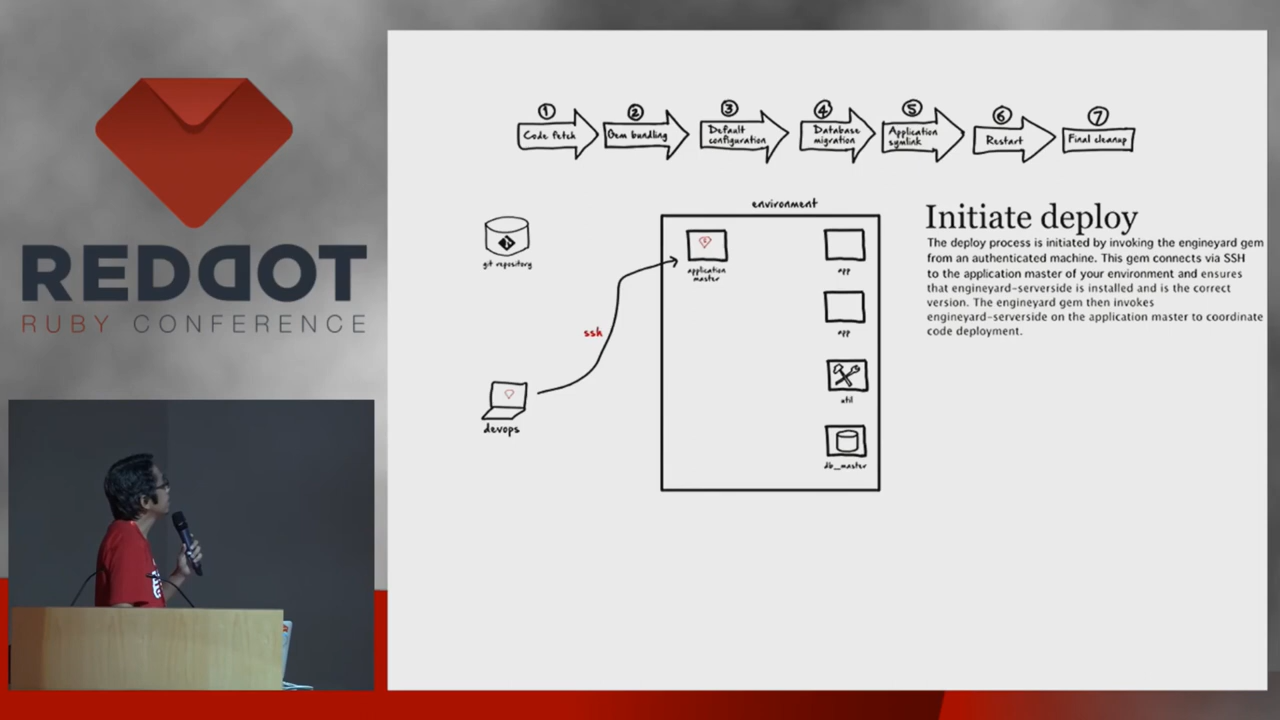 REDDOT
RUBY CONFERENCE
1
2
3
4
5
6
7
Code fetch
Gem bundling
Default
configuration
Database
migration
Application
symlink
Restart
Final cleanup
environment
git repository
application
master
app
app
util
db_master
ssh
devops
Initiate deploy
The deploy process is initiated by invoking the engineyard gem
from an authenticated machine. This gem connects via SSH
to the application master of your environment and ensures
that engineyard-serverside is installed and is the correct
version. The engineyard gem then invokes
engineyard-serverside on the application master to coordinate
code deployment.